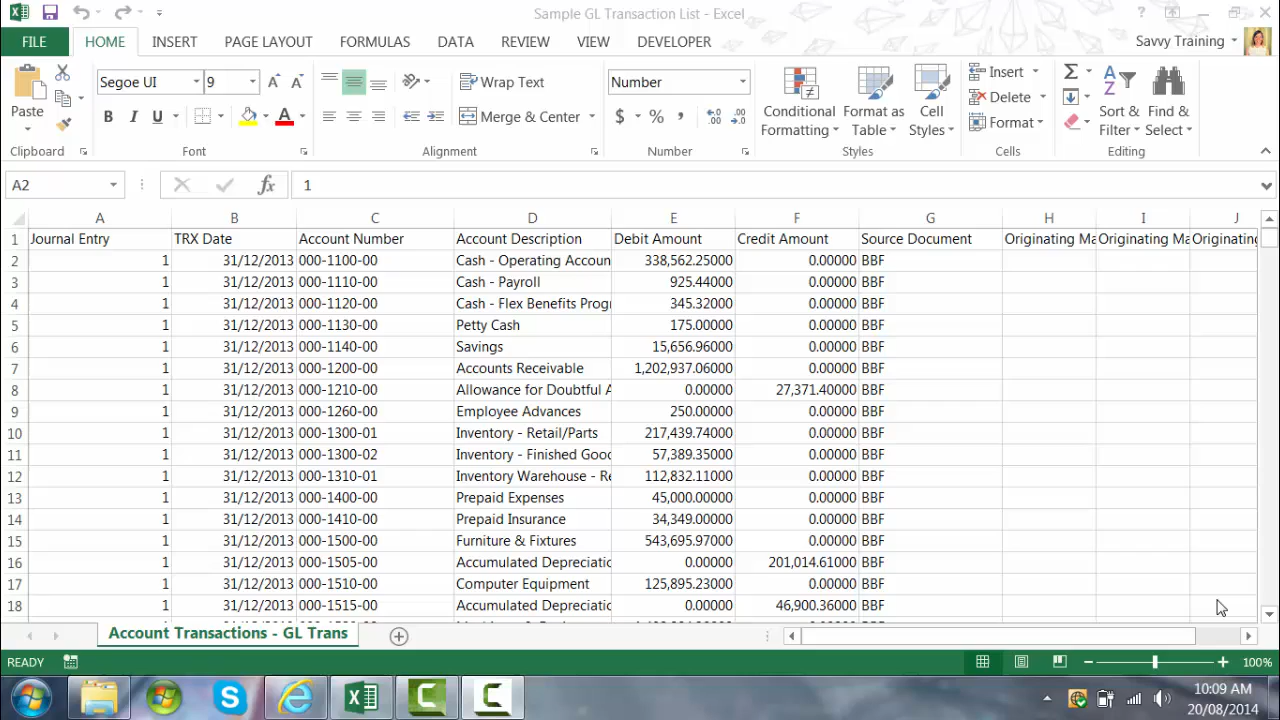 Sample GL Transaction List - Excel
FILE HOME INSERT PAGE LAYOUT FORMULAS DATA REVIEW VIEW DEVELOPER Savvy Training
Paste
Clipboard
Segoe UI 9
B I U A
Font
Wrap Text
Merge & Center
Alignment
Number
$ % , .00
Number
Conditional Formatting
Format as Table
Cell Styles
Styles
Insert
Delete
Format
Cells
Sort & Filter
Find & Select
Editing
A2 fx 1
A B C D E F G H I J
1 Journal Entry TRX Date Account Number Account Description Debit Amount Credit Amount Source Document Originating Ma Originating Ma Originating
2 1 31/12/2013 000-1100-00 Cash - Operating Accoun 338,562.25000 0.00000 BBF
3 1 31/12/2013 000-1110-00 Cash - Payroll 925.44000 0.00000 BBF
4 1 31/12/2013 000-1120-00 Cash - Flex Benefits Progr 345.32000 0.00000 BBF
5 1 31/12/2013 000-1130-00 Petty Cash 175.00000 0.00000 BBF
6 1 31/12/2013 000-1140-00 Savings 15,656.96000 0.00000 BBF
7 1 31/12/2013 000-1200-00 Accounts Receivable 1,202,937.06000 0.00000 BBF
8 1 31/12/2013 000-1210-00 Allowance for Doubtful A 0.00000 27,371.40000 BBF
9 1 31/12/2013 000-1260-00 Employee Advances 250.00000 0.00000 BBF
10 1 31/12/2013 000-1300-01 Inventory - Retail/Parts 217,439.74000 0.00000 BBF
11 1 31/12/2013 000-1300-02 Inventory - Finished Good 57,389.35000 0.00000 BBF
12 1 31/12/2013 000-1310-01 Inventory Warehouse - Re 112,832.11000 0.00000 BBF
13 1 31/12/2013 000-1400-00 Prepaid Expenses 45,000.00000 0.00000 BBF
14 1 31/12/2013 000-1410-00 Prepaid Insurance 34,349.00000 0.00000 BBF
15 1 31/12/2013 000-1500-00 Furniture & Fixtures 543,695.97000 0.00000 BBF
16 1 31/12/2013 000-1505-00 Accumulated Depreciatio 0.00000 201,014.61000 BBF
17 1 31/12/2013 000-1510-00 Computer Equipment 125,895.23000 0.00000 BBF
18 1 31/12/2013 000-1515-00 Accumulated Depreciatio 0.00000 46,900.36000 BBF
Account Transactions - GL Trans
READY 100%
10:09 AM
20/08/2014